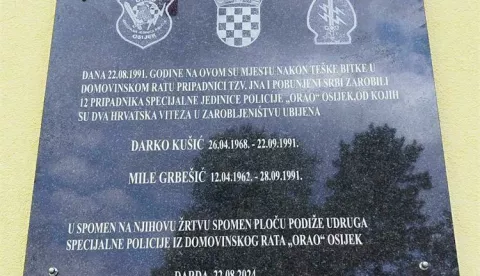 OSIJEK
DANA 22.08.1991. GODINE NA OVOM SU MJESTU NAKON TEŠKE BITKE U
DOMOVINSKOM RATU PRIPADNICI TZV. JNA I POBUNJENI SRBI ZAROBILI
12 PRIPADNIKA SPECIJALNE JEDINICE POLICIJE „ORAO“ OSIJEK,OD KOJIH
SU DVA HRVATSKA VITEZA U ZAROBLJENIŠTVU UBIJENA
DARKO KUŠIĆ 26.04.1968. - 22.09.1991.
MILE GRBEŠIĆ 12.04.1962. - 28.09.1991.
U SPOMEN NA NJIHOVU ŽRTVU SPOMEN PLOČU PODIŽE UDRUGA
SPECIJALNE POLICIJE IZ DOMOVINSKOG RATA „ORAO“ OSIJEK
DARDA 22.08.2024.